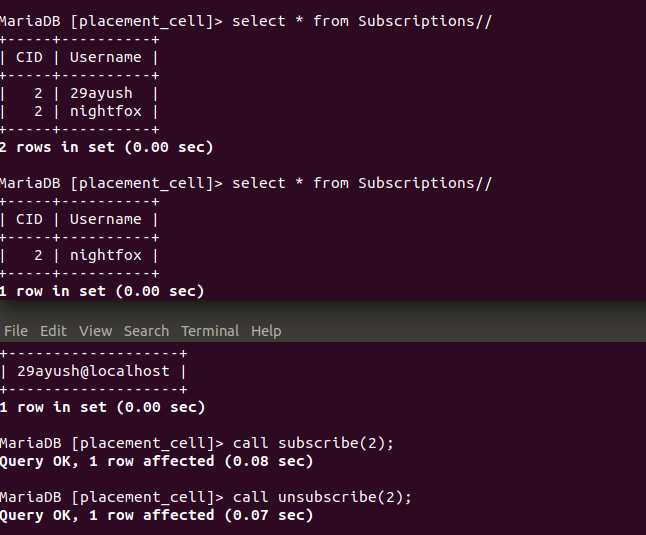 MariaDB [placement_cell]> select * from Subscriptions//
+-----+----------+
| CID | Username |
+-----+----------+
|   2 | 29ayush  |
|   2 | nightfox |
+-----+----------+
2 rows in set (0.00 sec)
MariaDB [placement_cell]> select * from Subscriptions//
+-----+----------+
| CID | Username |
+-----+----------+
|   2 | nightfox |
+-----+----------+
1 row in set (0.00 sec)
File Edit View Search Terminal Help
+-------------------+
| 29ayush@localhost |
+-------------------+
1 row in set (0.00 sec)
MariaDB [placement_cell]> call subscribe(2);
Query OK, 1 row affected (0.08 sec)
MariaDB [placement_cell]> call unsubscribe(2);
Query OK, 1 row affected (0.07 sec)